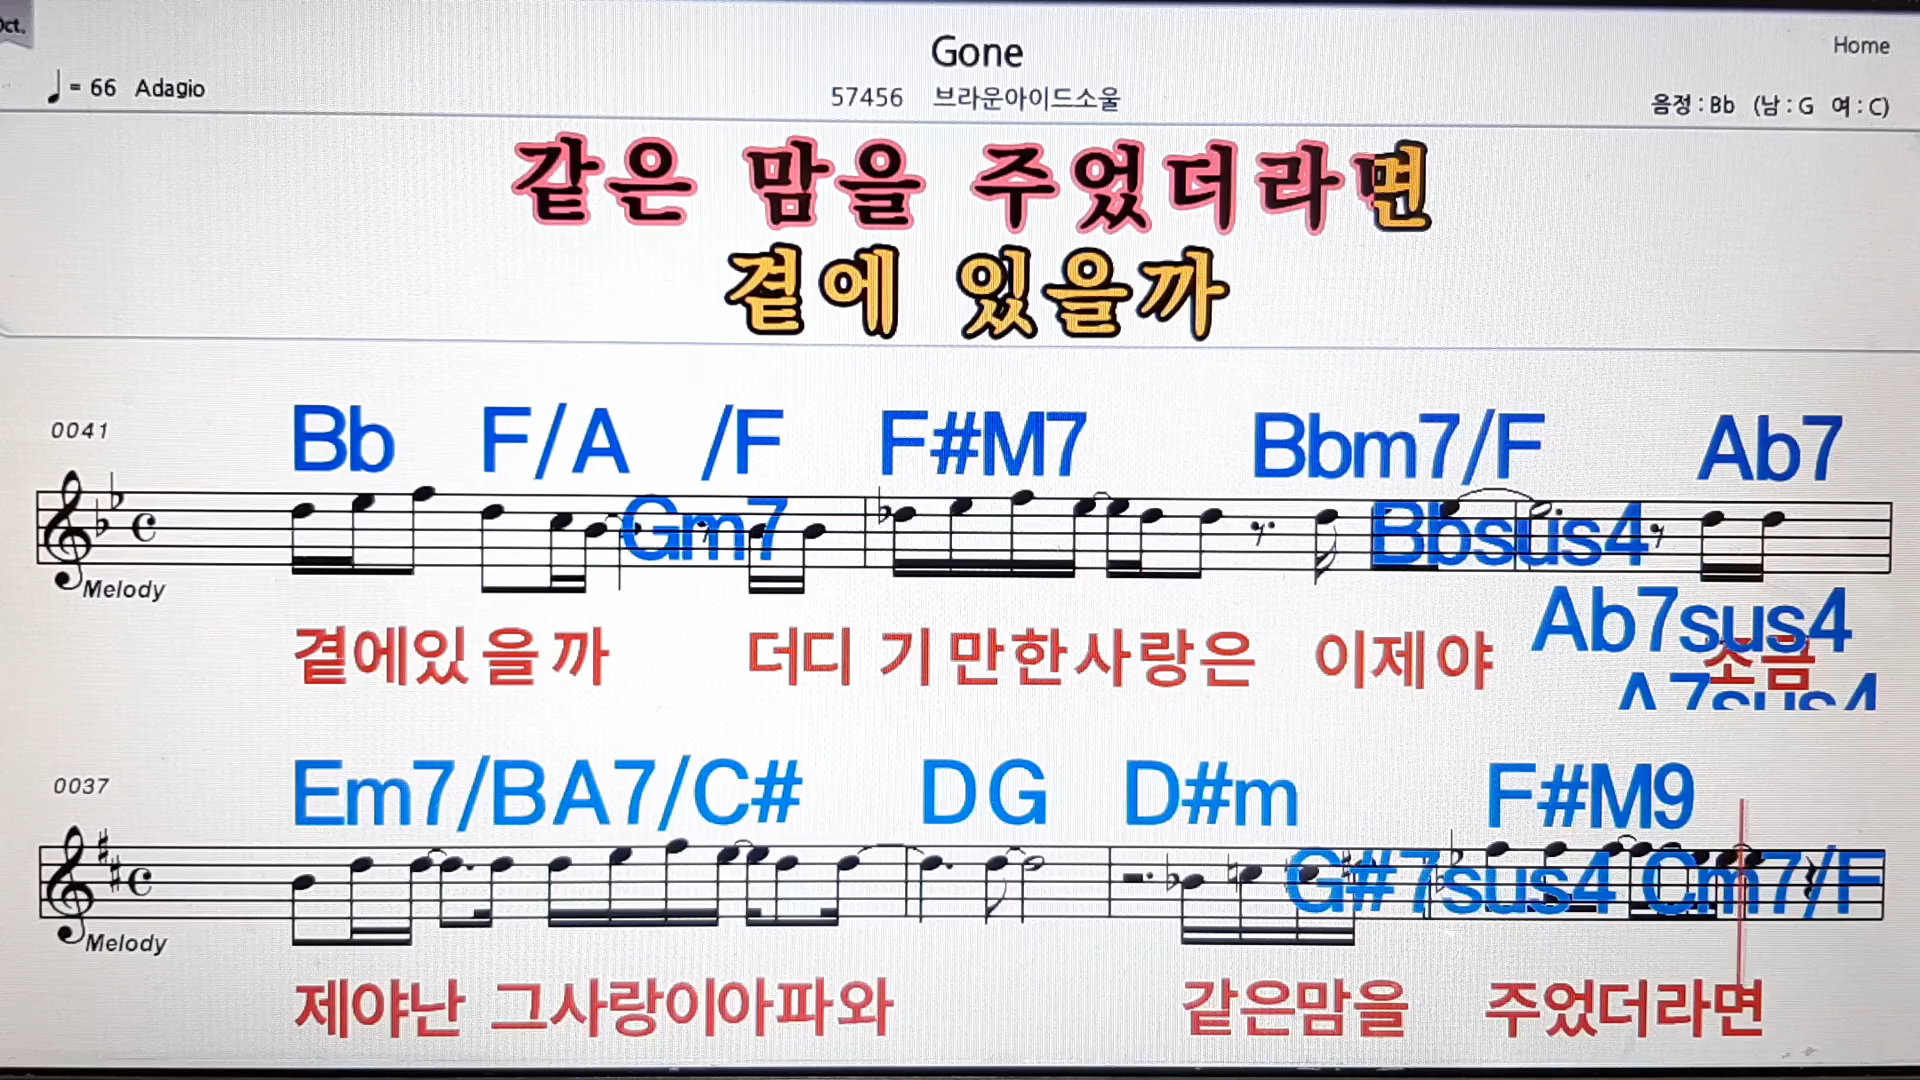 Oct.
Gone
Home
= 66 Adagio
57456 브라운아이드소울
음정 : Bb (남 : G 여 : C)
같은 맘을 주었더라면
곁에 있을까
0041
Bb F/A /F F#M7 Bbm7/F Ab7
Gm7 Bbsus4
Melody
Ab7sus4
곁에있 을 까 더디 기 만 한 사 랑 은 이 제 야 조금
A7sus4
0037
Em7/B A7/C# D G D#m F#M9
G#7sus4 Cm7/F
Melody
제야난 그사랑이아파와 같은맘을 주었더라면